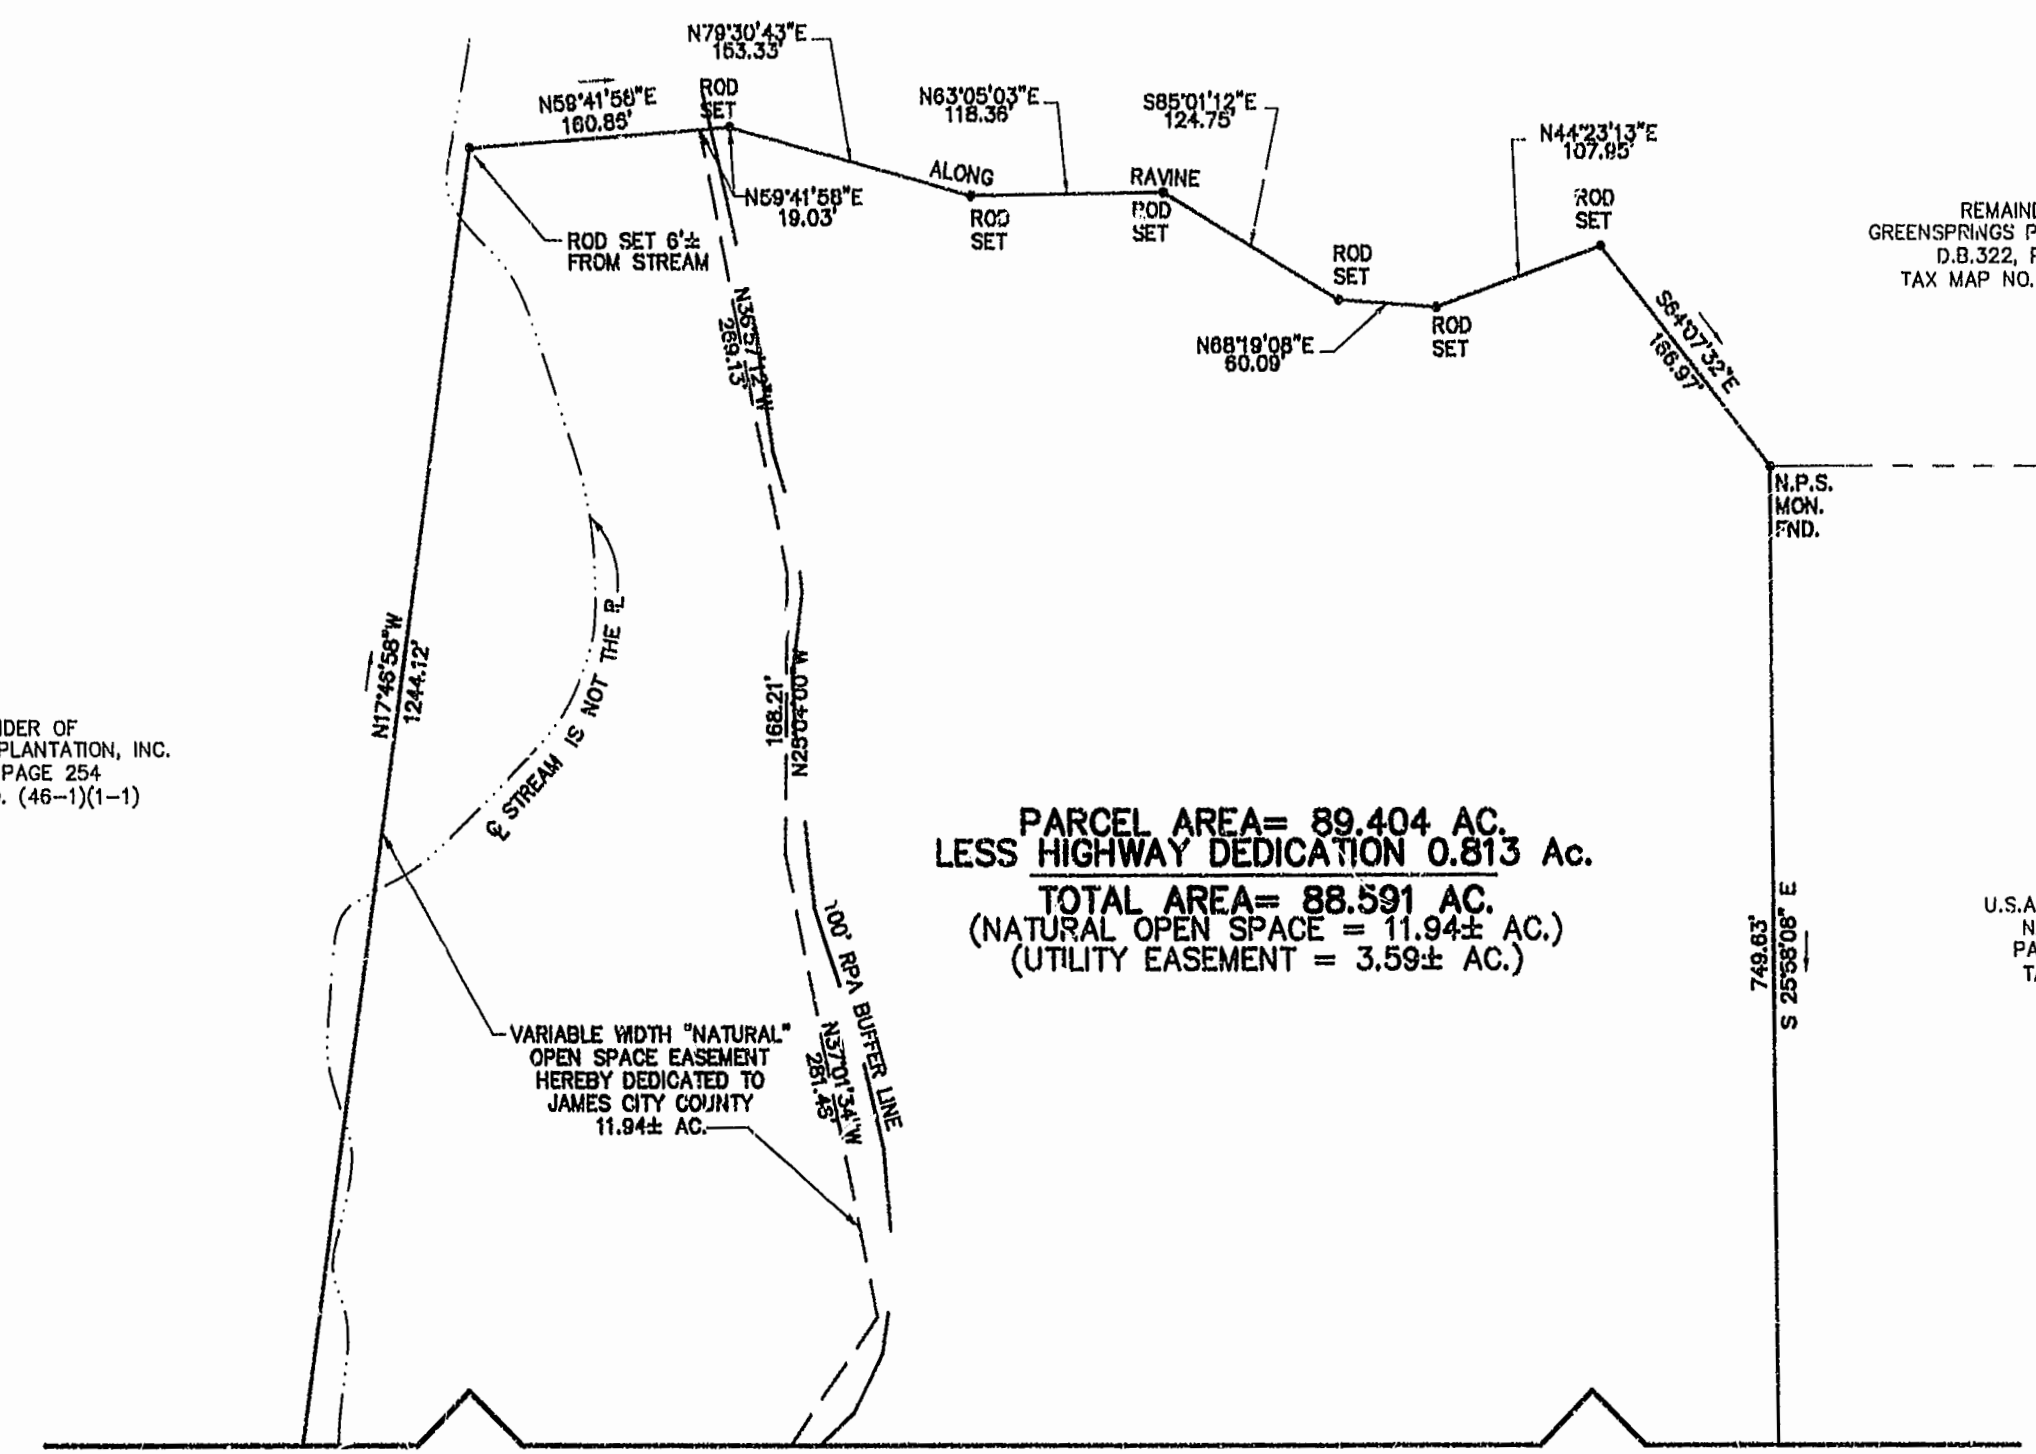 N79°30'43"E
153.33'
N59°41'58"E
160.85'
ROD
SET
N63°05'03"E
118.36'
S85°01'12"E
124.75'
N44°23'13"E
107.95'
ALONG
RAVINE
N59°41'58"E
19.03'
ROD
SET
ROD
SET
ROD
SET
ROD SET 6'±
FROM STREAM
ROD
SET
ROD
SET
N68°19'08"E
60.09'
S64°07'32"E
166.97'
REMAIND
GREENSPRINGS P
D.B.322, P
TAX MAP NO.
N36°57'12"W
269.13'
N.P.S.
MON.
FND.
N17°46'58"W
1244.12'
℄ STREAM IS NOT THE ⅊
168.21'
N25°04'00"W
NDER OF
PLANTATION, INC.
PAGE 254
. (46-1)(1-1)
PARCEL AREA= 89.404 AC.
LESS HIGHWAY DEDICATION 0.813 Ac.
TOTAL AREA= 88.591 AC.
(NATURAL OPEN SPACE = 11.94± AC.)
(UTILITY EASEMENT = 3.59± AC.)
749.63'
S 25°58'08" E
U.S.A
N
PA
TA
100' RPA BUFFER LINE
N37°01'34"W
281.45'
VARIABLE WIDTH "NATURAL"
OPEN SPACE EASEMENT
HEREBY DEDICATED TO
JAMES CITY COUNTY
11.94± AC.